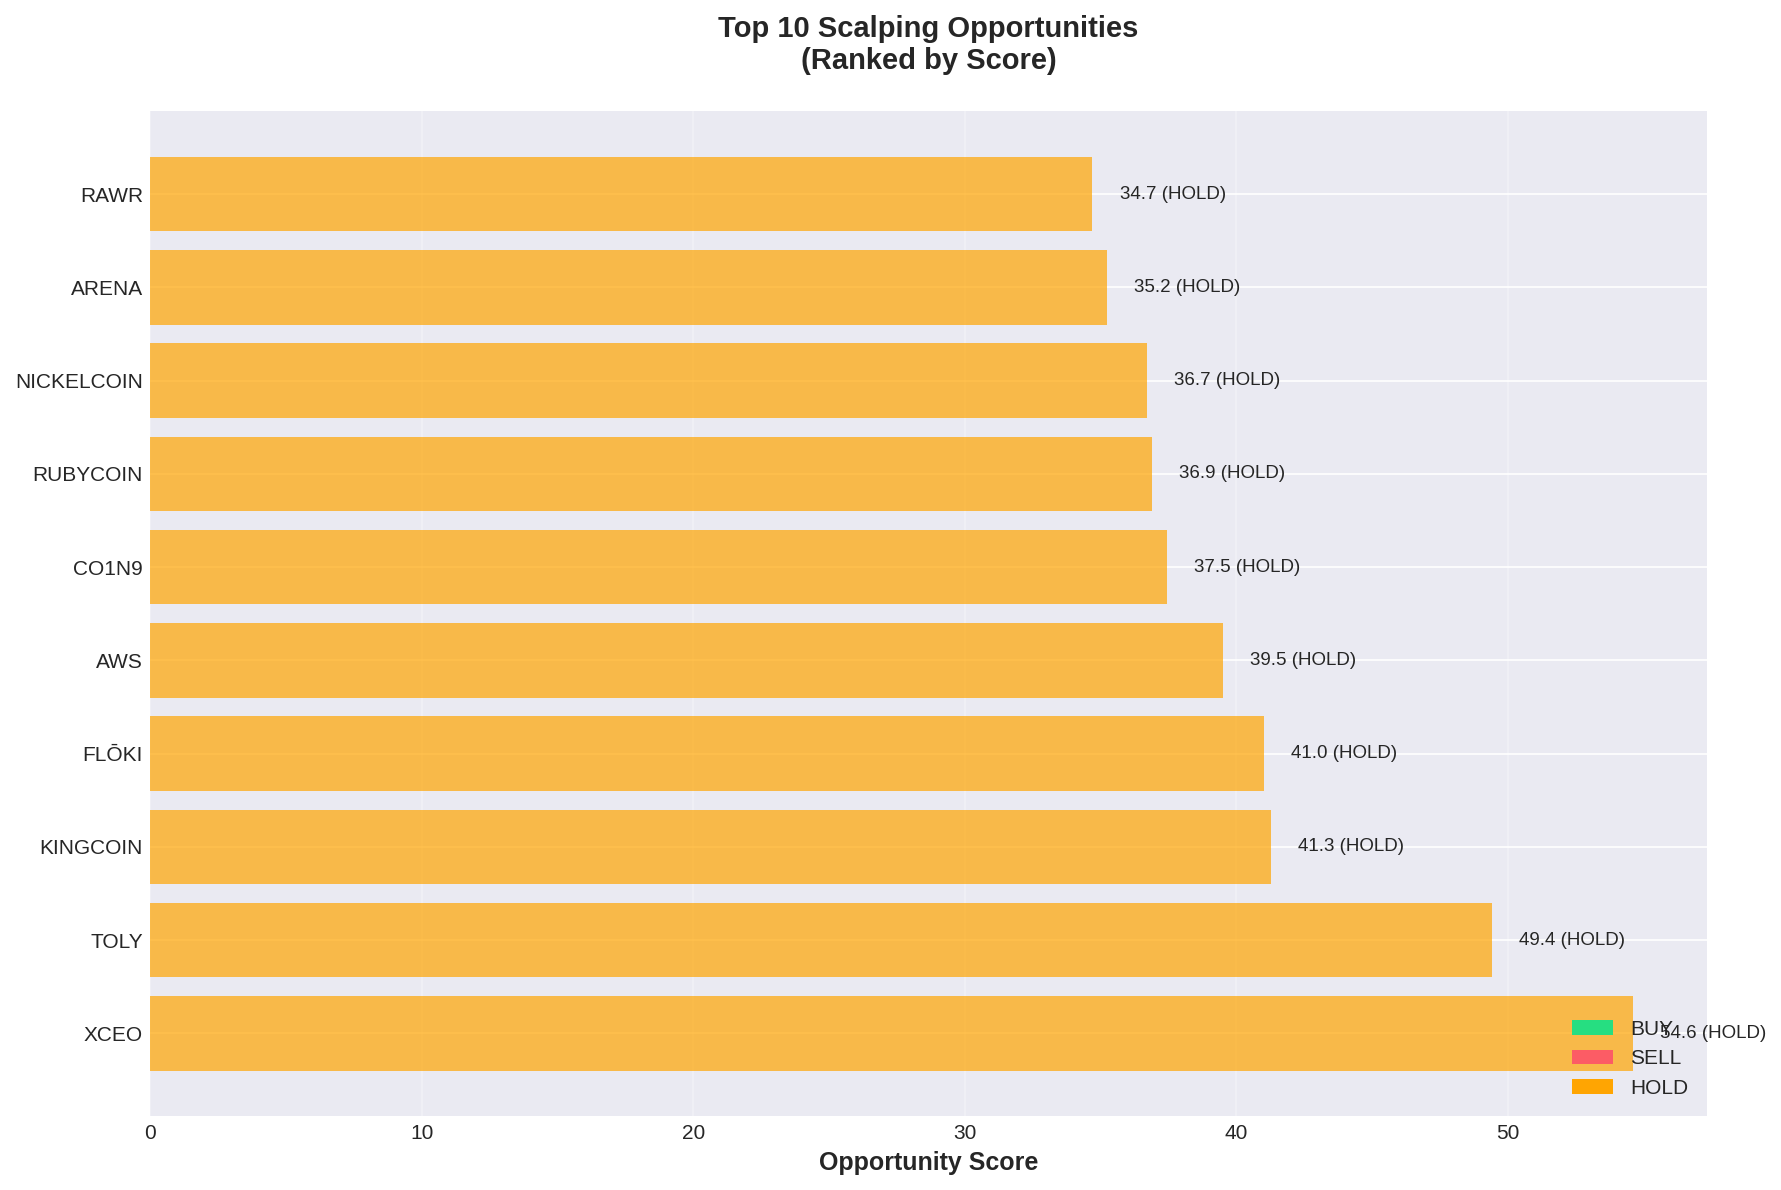 Top 10 Scalping Opportunities
(Ranked by Score)
RAWR
34.7 (HOLD)
ARENA
35.2 (HOLD)
NICKELCOIN
36.7 (HOLD)
RUBYCOIN
36.9 (HOLD)
CO1N9
37.5 (HOLD)
AWS
39.5 (HOLD)
FLŌKI
41.0 (HOLD)
KINGCOIN
41.3 (HOLD)
TOLY
49.4 (HOLD)
XCEO
54.6 (HOLD)
BUY
SELL
HOLD
0 10 20 30 40 50
Opportunity Score